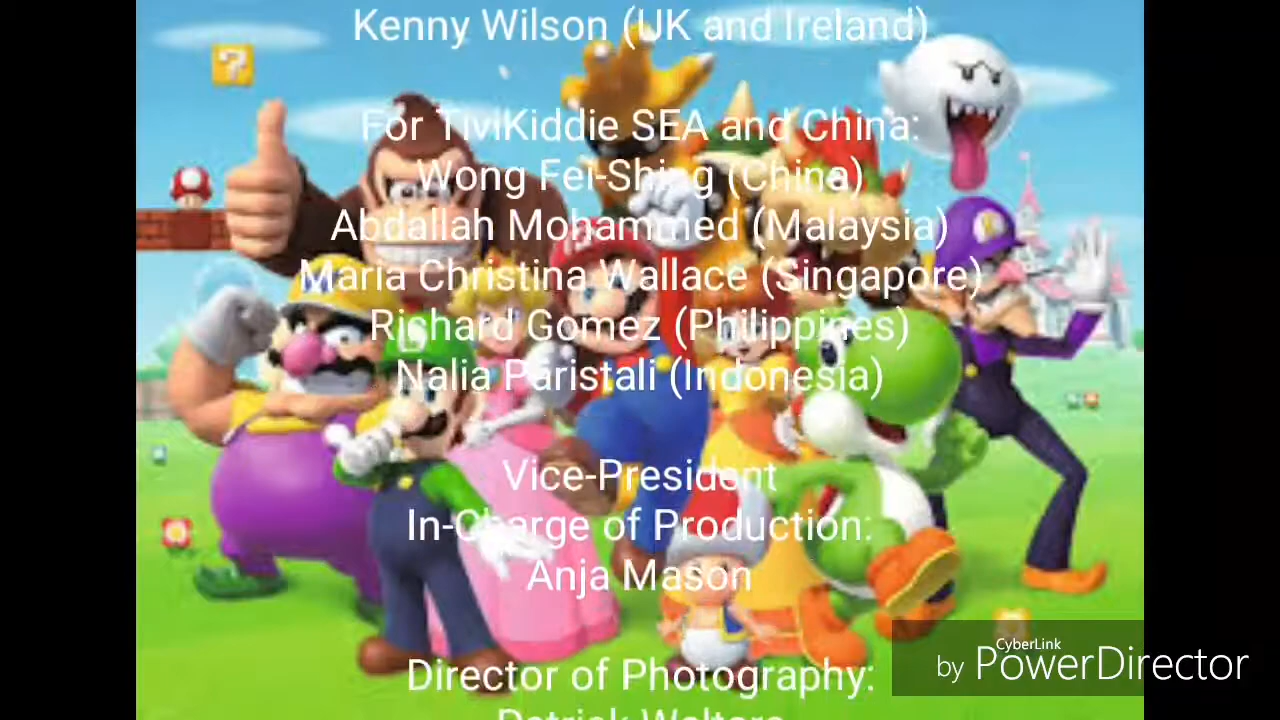 Kenny Wilson (UK and Ireland)
For TiviKiddie SEA and China:
Wong Fei-Shing (China)
Abdallah Mohammed (Malaysia)
Maria Christina Wallace (Singapore)
Richard Gomez (Philippines)
Nalia Paristali (Indonesia)
Vice-President
In-Charge of Production:
Anja Mason
Director of Photography:
CyberLink
by PowerDirector